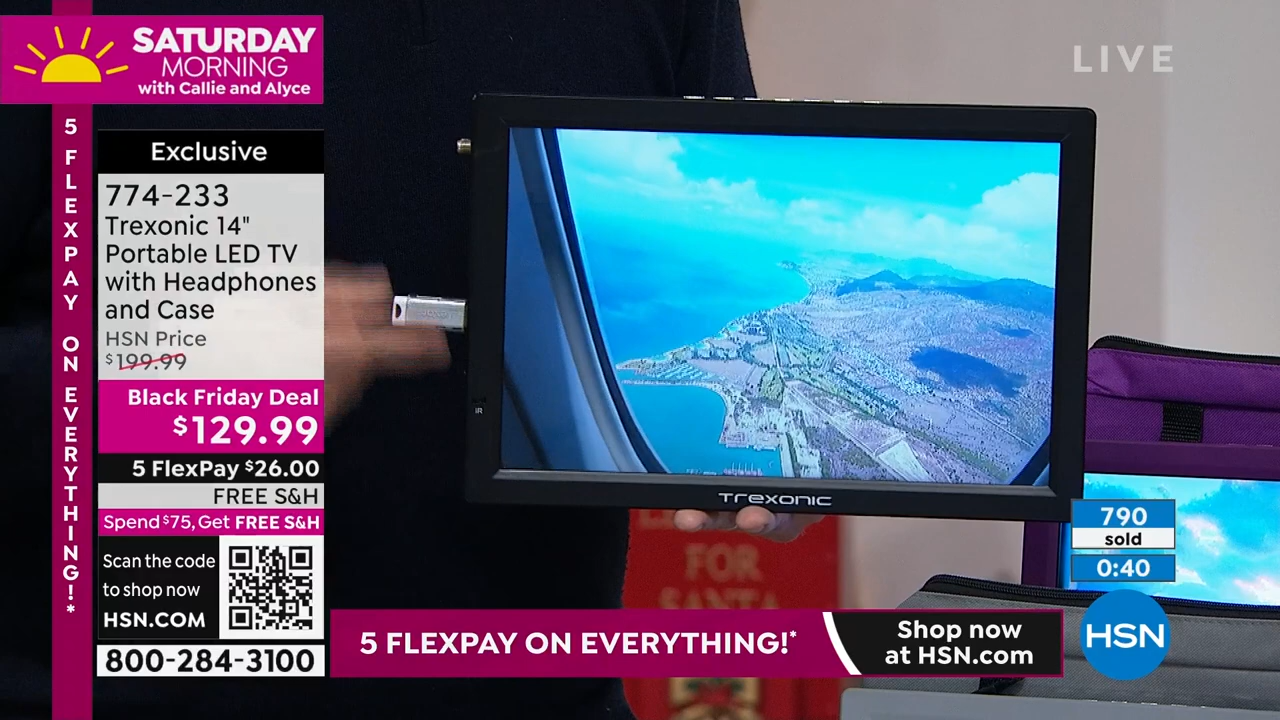 SATURDAY
MORNING
with Callie and Alyce
LIVE
5 FLEXPAY ON EVERYTHING!*
Exclusive
774-233
Trexonic 14"
Portable LED TV
with Headphones
and Case
HSN Price
$199.99
Black Friday Deal
$129.99
5 FlexPay $26.00
FREE S&H
Spend $75, Get FREE S&H
Scan the code
to shop now
HSN.COM
800-284-3100
IR
TREXONIC
FOR
SANTA
790
sold
0:40
5 FLEXPAY ON EVERYTHING!*
Shop now
at HSN.com
HSN